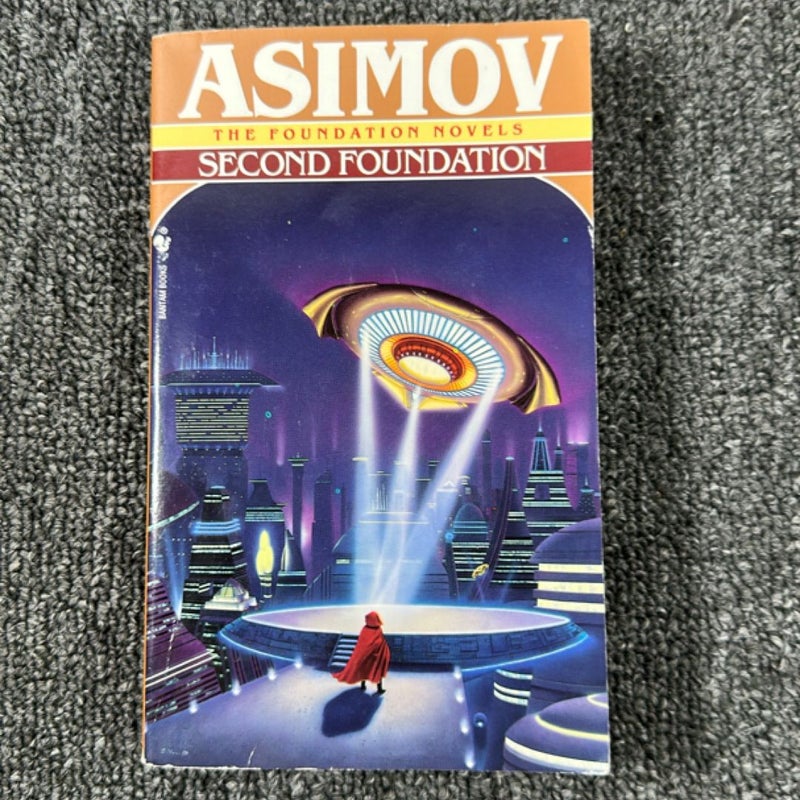 ASIMOV
THE FOUNDATION NOVELS
SECOND FOUNDATION
BANTAM BOOKS